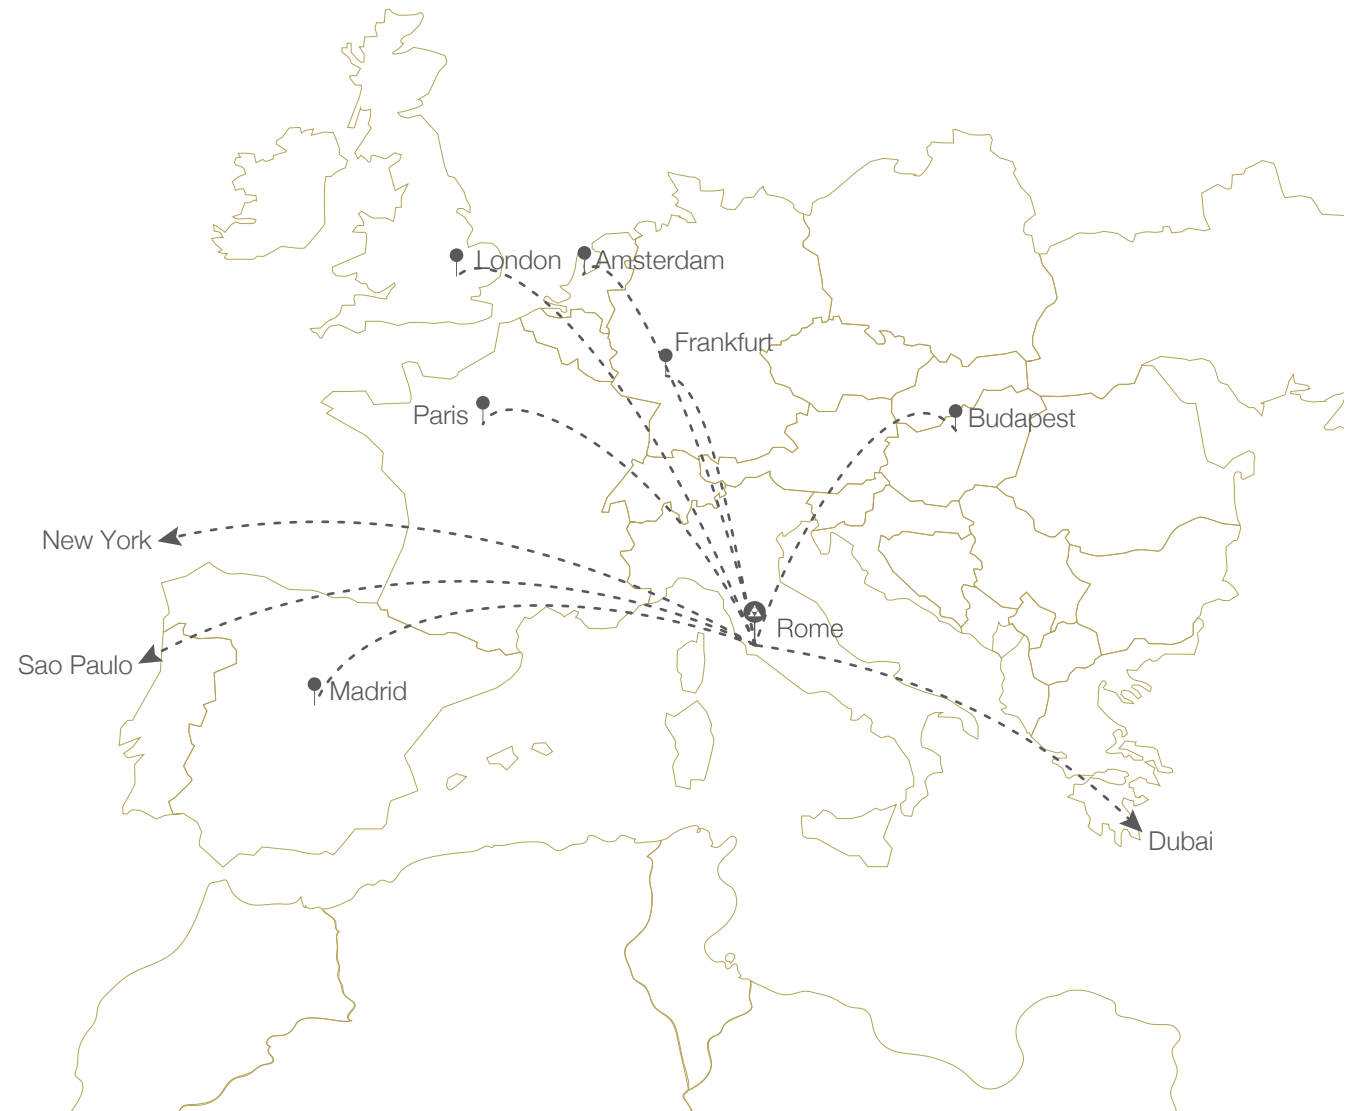 London
Amsterdam
Frankfurt
Paris
Budapest
New York
Rome
Sao Paulo
Madrid
Dubai